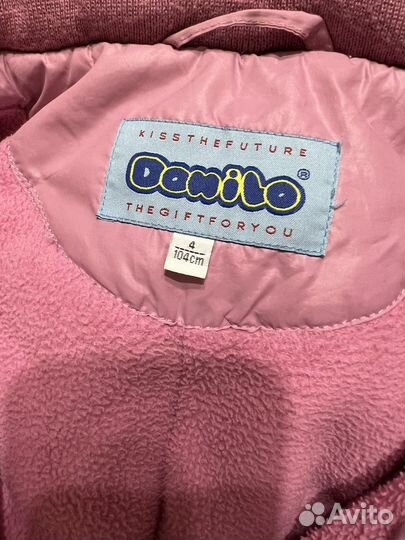 KISSTHEFUTURE
Danilo®
THEGIFTFORYOU
4
104cm
Avito